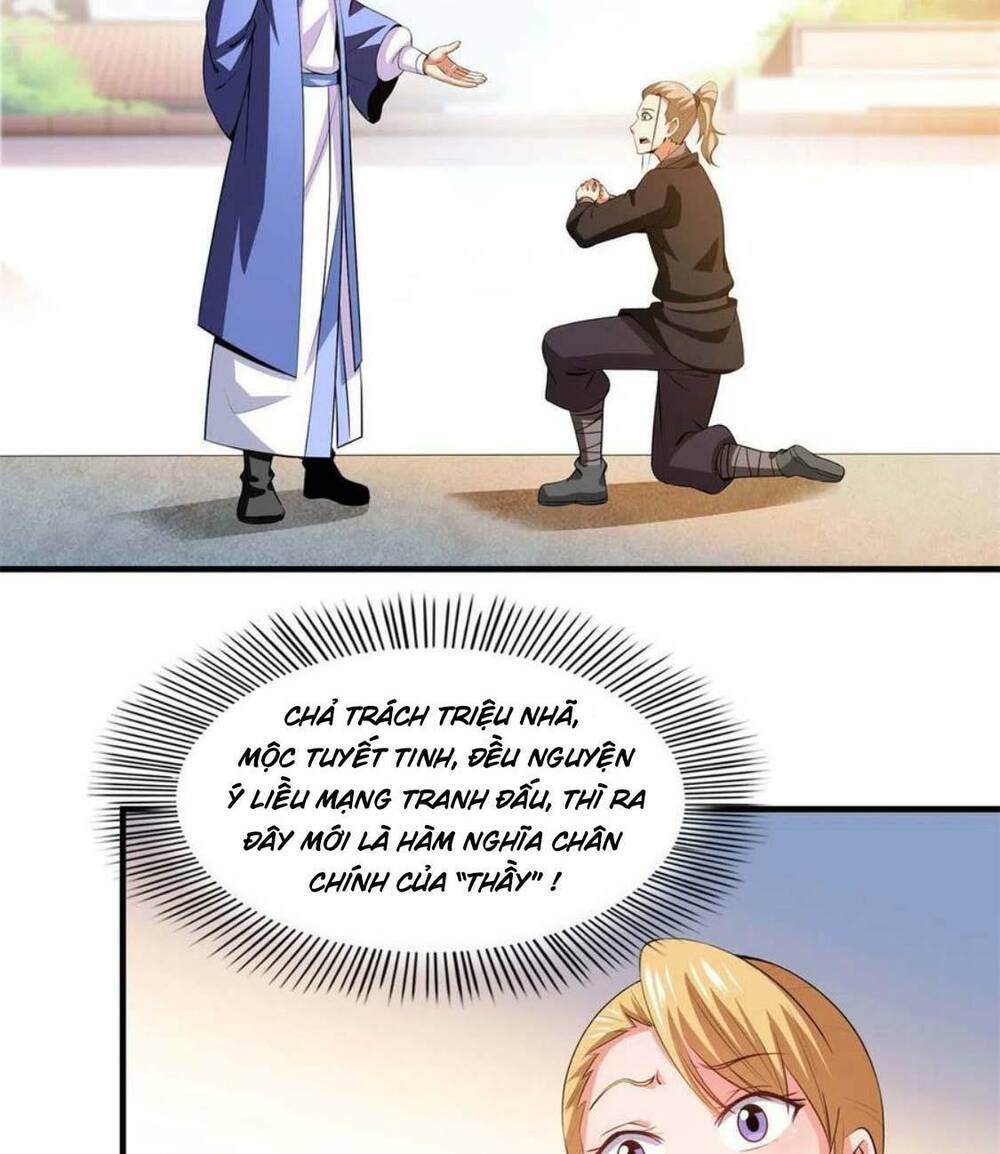 CHẢ TRÁCH TRIỆU NHÃ,
MỘC TUYẾT TINH, ĐỀU NGUYỆN
Ý LIỀU MẠNG TRANH ĐẤU, THÌ RA
ĐÂY MỚI LÀ HÀM NGHĨA CHÂN
CHÍNH CỦA "THẦY" !